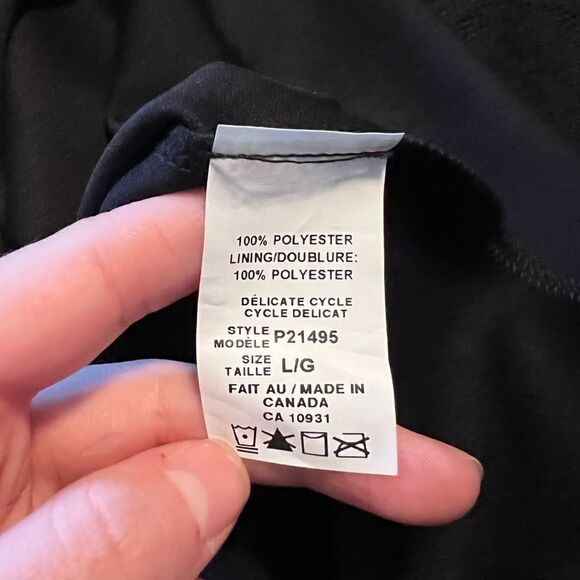 100% POLYESTER
LINING/DOUBLURE:
100% POLYESTER
DÉLICATE CYCLE
CYCLE DELICAT
STYLE
MODÈLE P21495
SIZE
TAILLE L/G
FAIT AU / MADE IN
CANADA
CA 10931